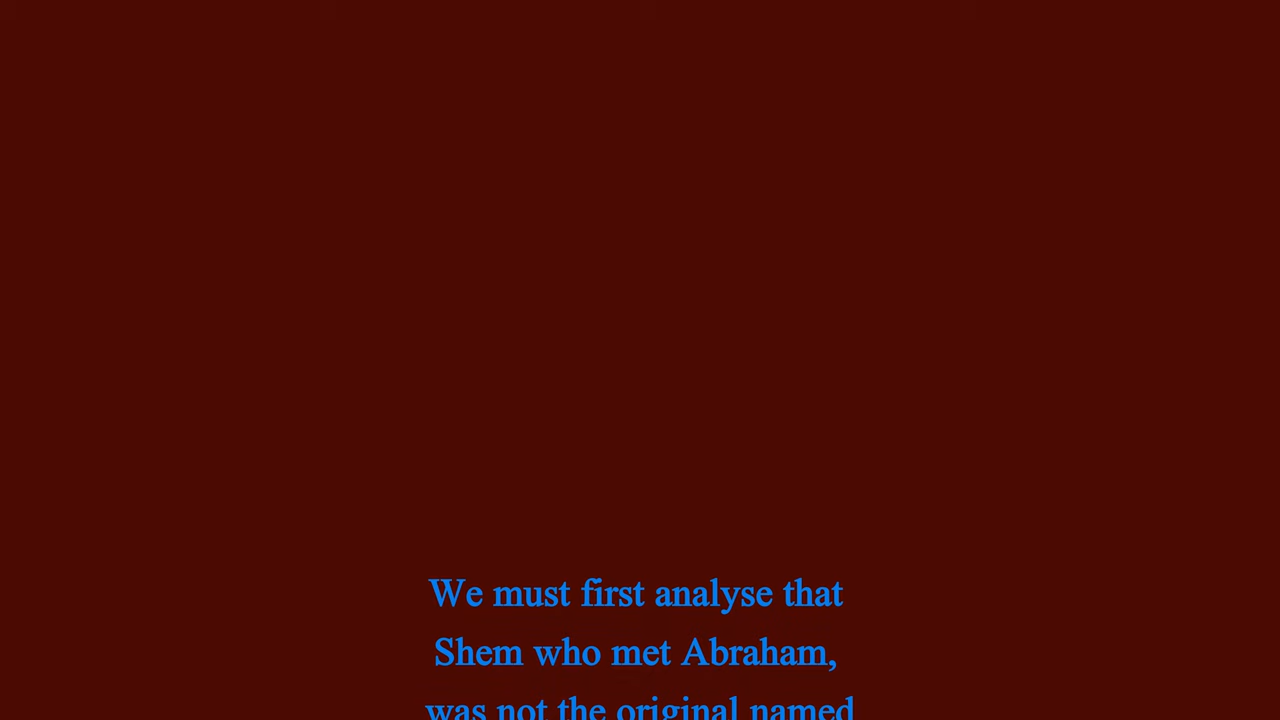 We must first analyse that
Shem who met Abraham,
was not the original named